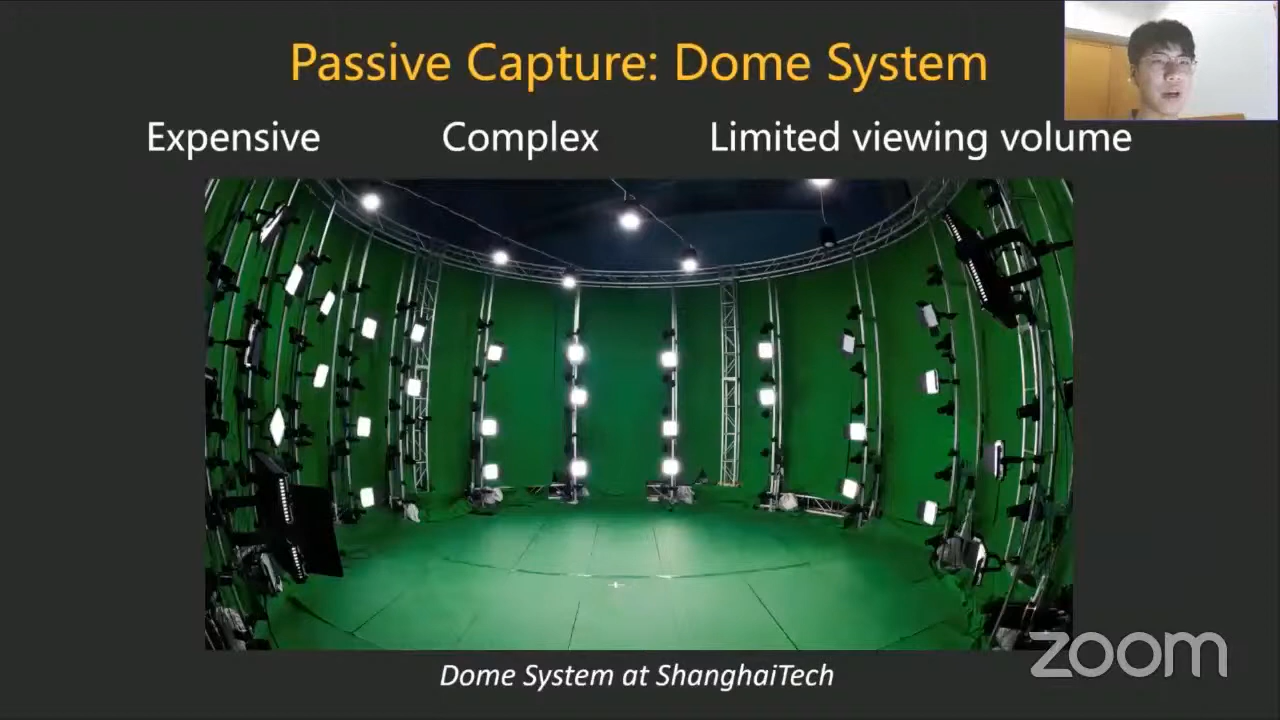 Passive Capture: Dome System
Expensive Complex Limited viewing volume
Dome System at ShanghaiTech
zoom